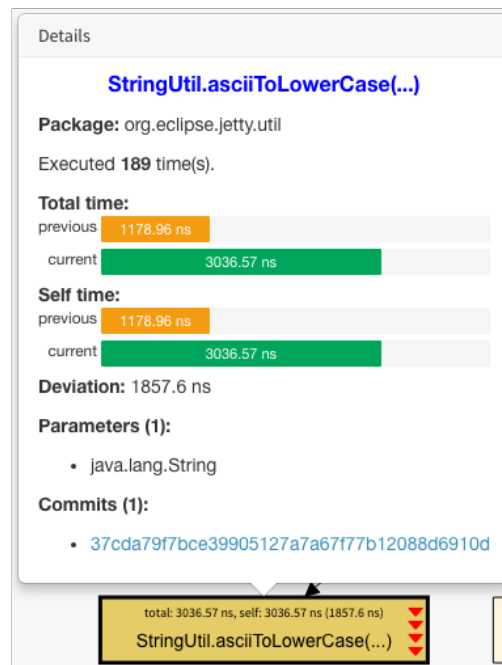 Details
StringUtil.asciiToLowerCase(...)
Package: org.eclipse.jetty.util
Executed 189 time(s).
Total time:
previous 1178.96 ns
current 3036.57 ns
Self time:
previous 1178.96 ns
current 3036.57 ns
Deviation: 1857.6 ns
Parameters (1):
• java.lang.String
Commits (1):
• 37cda79f7bce39905127a7a67f77b12088d6910d
total: 3036.57 ns, self: 3036.57 ns (1857.6 ns)
StringUtil.asciiToLowerCase(...)